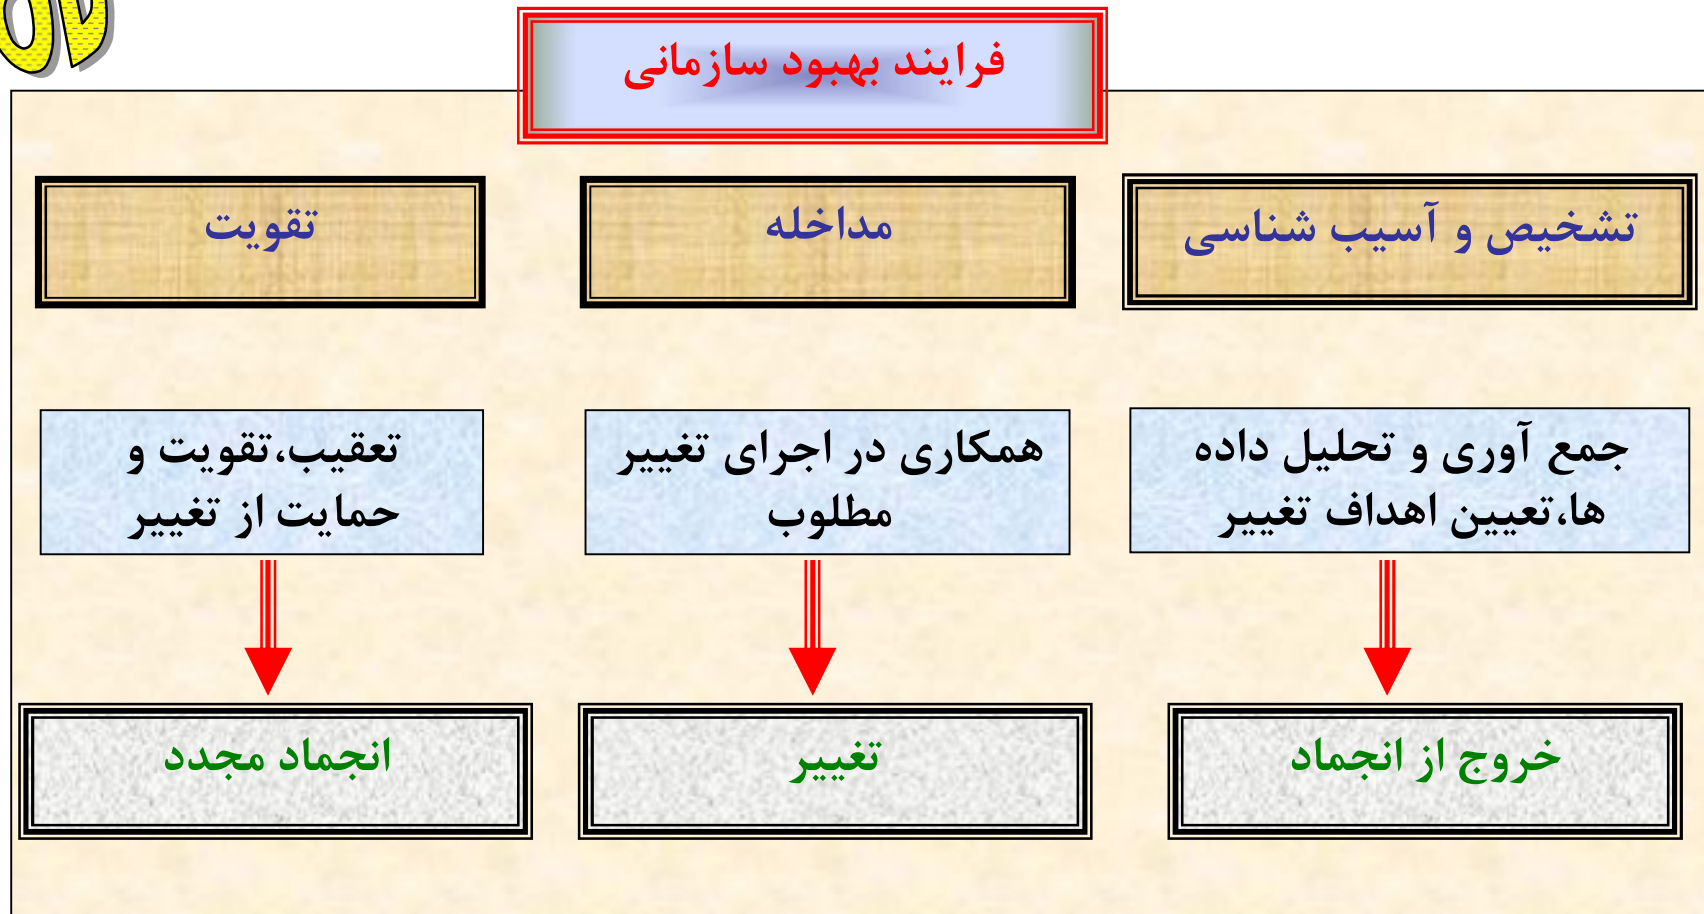 فرایند بهبود سازمانی
تشخیص و آسیب شناسی
مداخله
تقویت
جمع آوری و تحلیل داده
ها،تعیین اهداف تغییر
همکاری در اجرای تغییر
مطلوب
تعقیب،تقویت و
حمایت از تغییر
خروج از انجماد
تغییر
انجماد مجدد